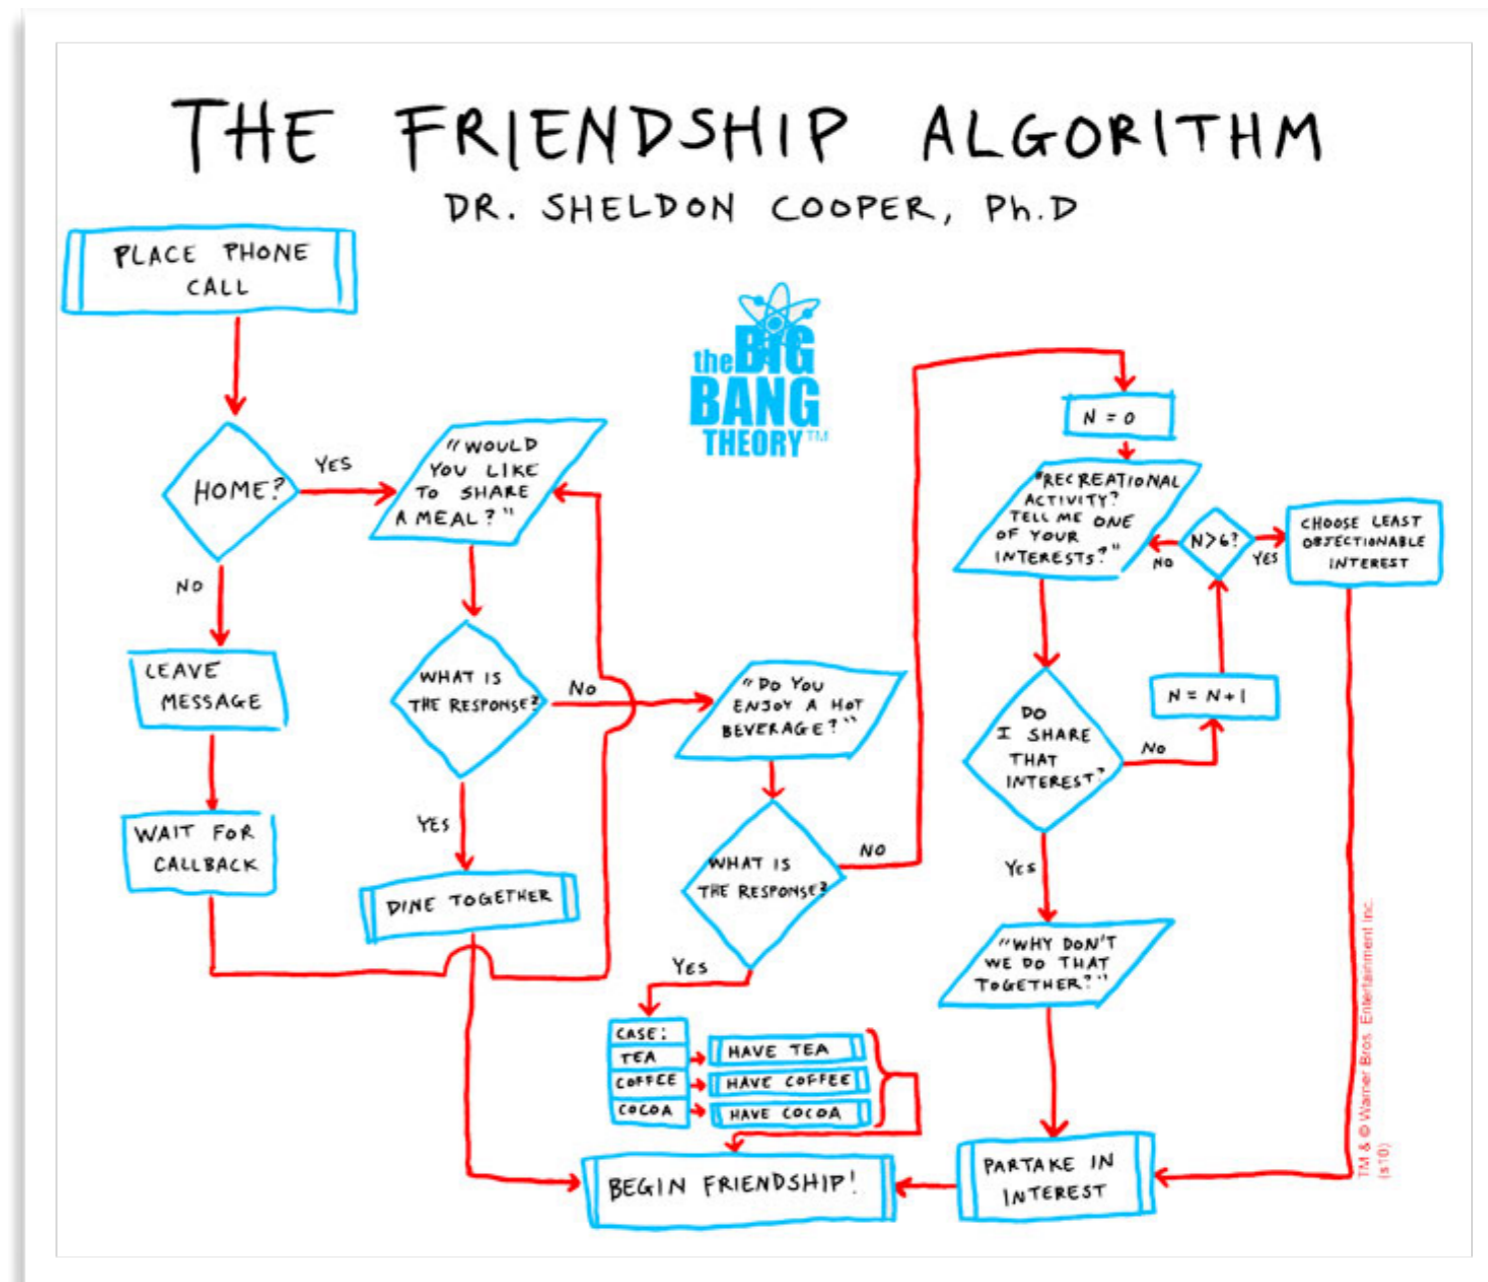 THE FRIENDSHIP ALGORITHM
DR. SHELDON COOPER, Ph.D
the BIG
BANG
THEORY™
PLACE PHONE
CALL
HOME?
YES
NO
LEAVE
MESSAGE
WAIT FOR
CALLBACK
"WOULD
YOU LIKE
TO SHARE
A MEAL?"
WHAT IS
THE RESPONSE?
NO
YES
DINE TOGETHER
"DO YOU
ENJOY A HOT
BEVERAGE?"
WHAT IS
THE RESPONSE?
NO
YES
CASE:
TEA
HAVE TEA
COFFEE
HAVE COFFEE
COCOA
HAVE COCOA
BEGIN FRIENDSHIP!
N = 0
"RECREATIONAL
ACTIVITY?
TELL ME ONE
OF YOUR
INTERESTS?"
N>6?
NO
YES
CHOOSE LEAST
OBJECTIONABLE
INTEREST
N = N+1
DO
I SHARE
THAT
INTEREST?
NO
YES
"WHY DON'T
WE DO THAT
TOGETHER?"
PARTAKE IN
INTEREST
TM & © Warner Bros. Entertainment Inc.
(s10)